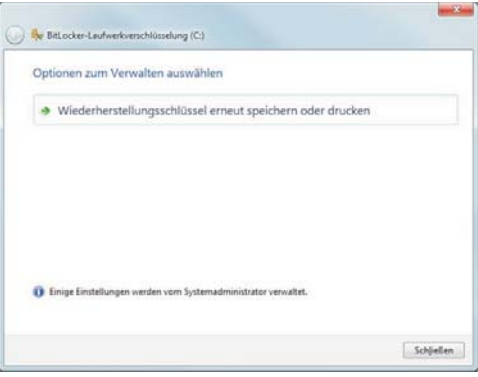 BitLocker-Laufwerkverschlüsselung (C:)
Optionen zum Verwalten auswählen
Wiederherstellungsschlüssel erneut speichern oder drucken
Einige Einstellungen werden vom Systemadministrator verwaltet.
Schließen